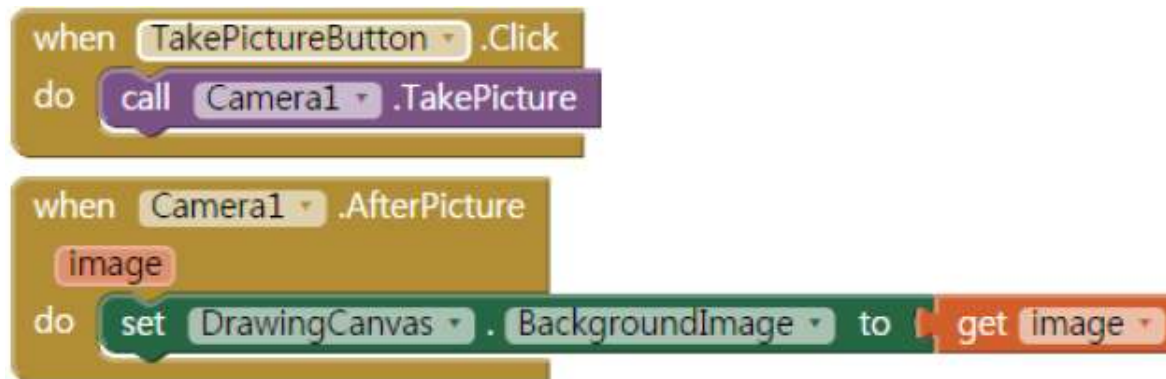 when TakePictureButton .Click
do call Camera1 .TakePicture
when Camera1 .AfterPicture
image
do set DrawingCanvas . BackgroundImage to get image